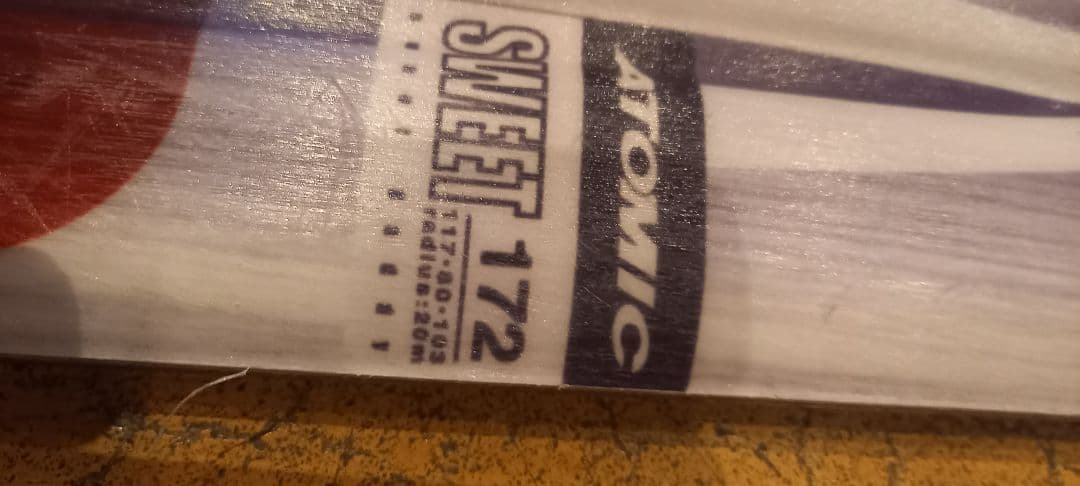 ATOMIC
SWEET 172
117-80-103
radius:20m